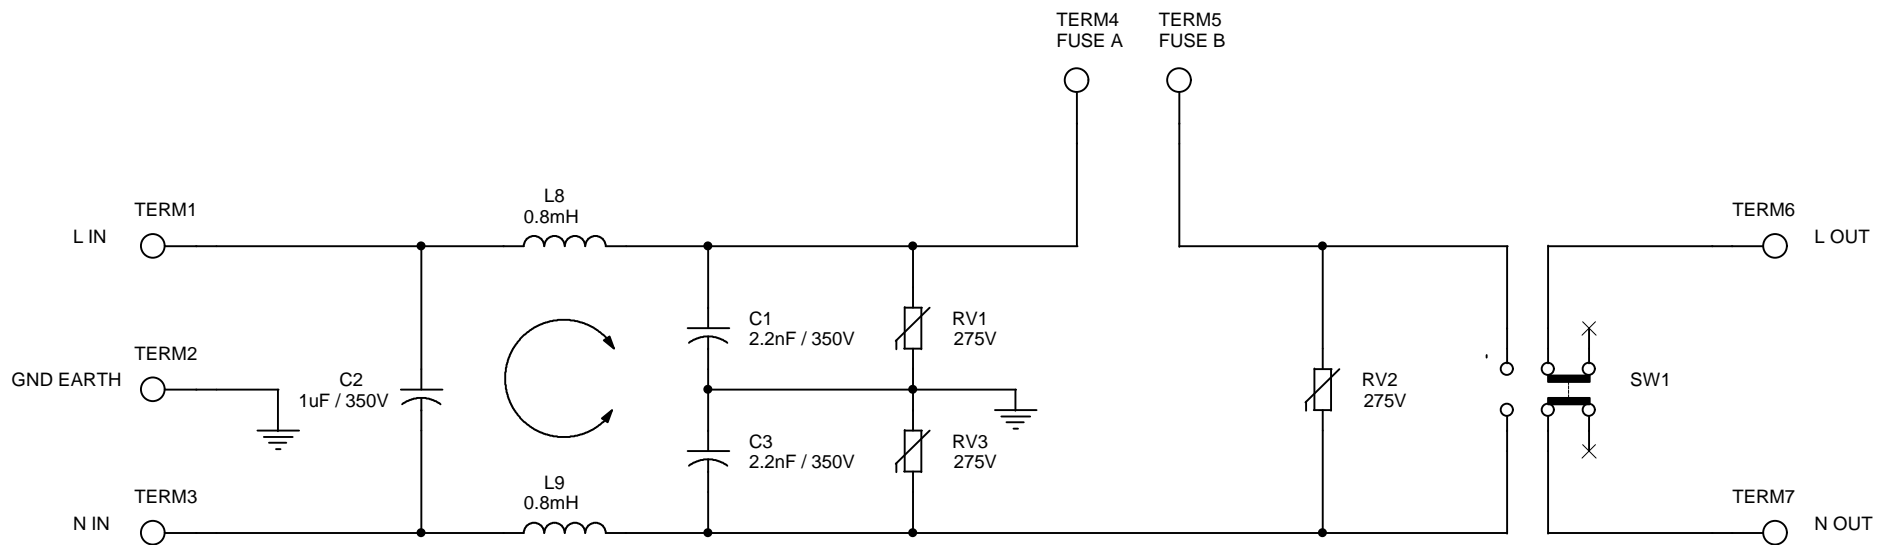 TERM4
FUSE A
TERM5
FUSE B
L8
0.8mH
TERM1
L IN
TERM6
L OUT
C1
2.2nF / 350V
RV1
275V
TERM2
GND EARTH
C2
1uF / 350V
RV2
275V
SW1
C3
2.2nF / 350V
RV3
275V
L9
0.8mH
TERM3
N IN
TERM7
N OUT